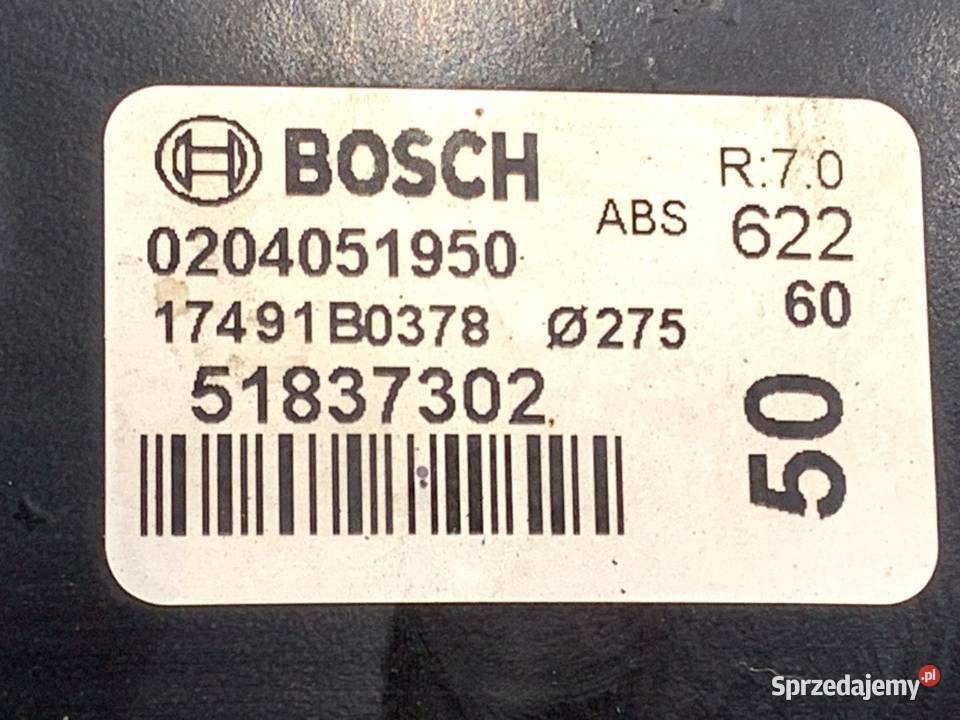 BOSCH
R:7.0
ABS 622
0204051950
60
17491B0378 Ø275
51837302
50
Sprzedajemy.pl